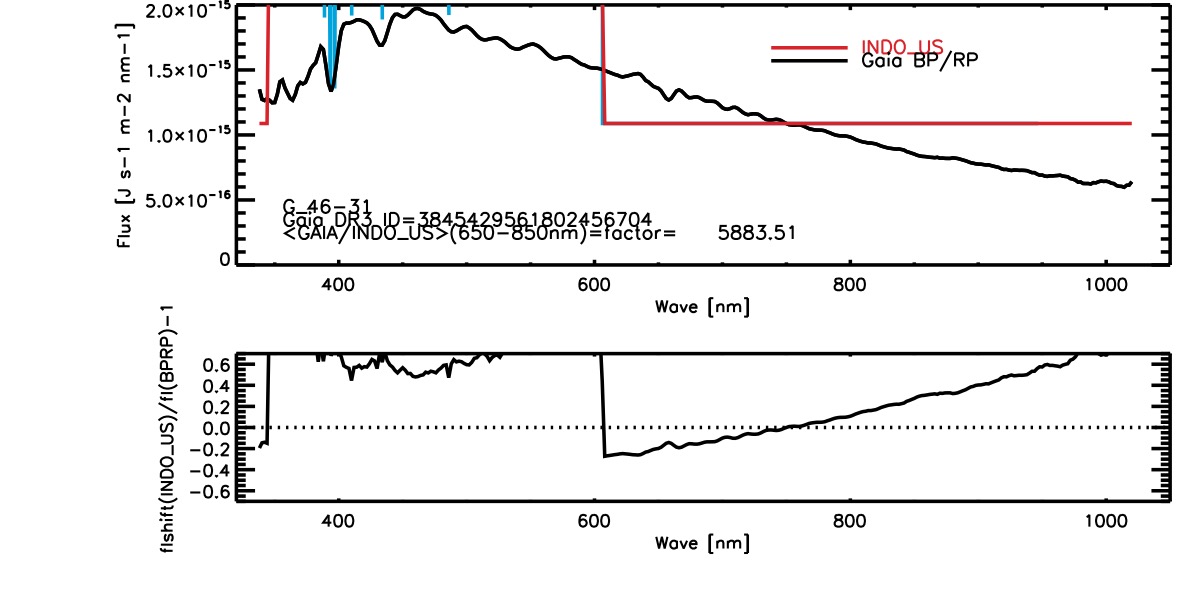 2.0×10−15
1.5×10−15
1.0×10−15
5.0×10−16
0
Flux [J s−1 m−2 nm−1]
INDO_US
Gaia BP/RP
G_46-31
Gaia DR3 ID=3845429561802456704
<GAIA/INDO_US>(650-850nm)=factor= 5883.51
400 600 800 1000
Wave [nm]
flshift(INDO_US)/fl(BPRP)−1
0.6
0.4
0.2
0.0
−0.2
−0.4
−0.6
400 600 800 1000
Wave [nm]